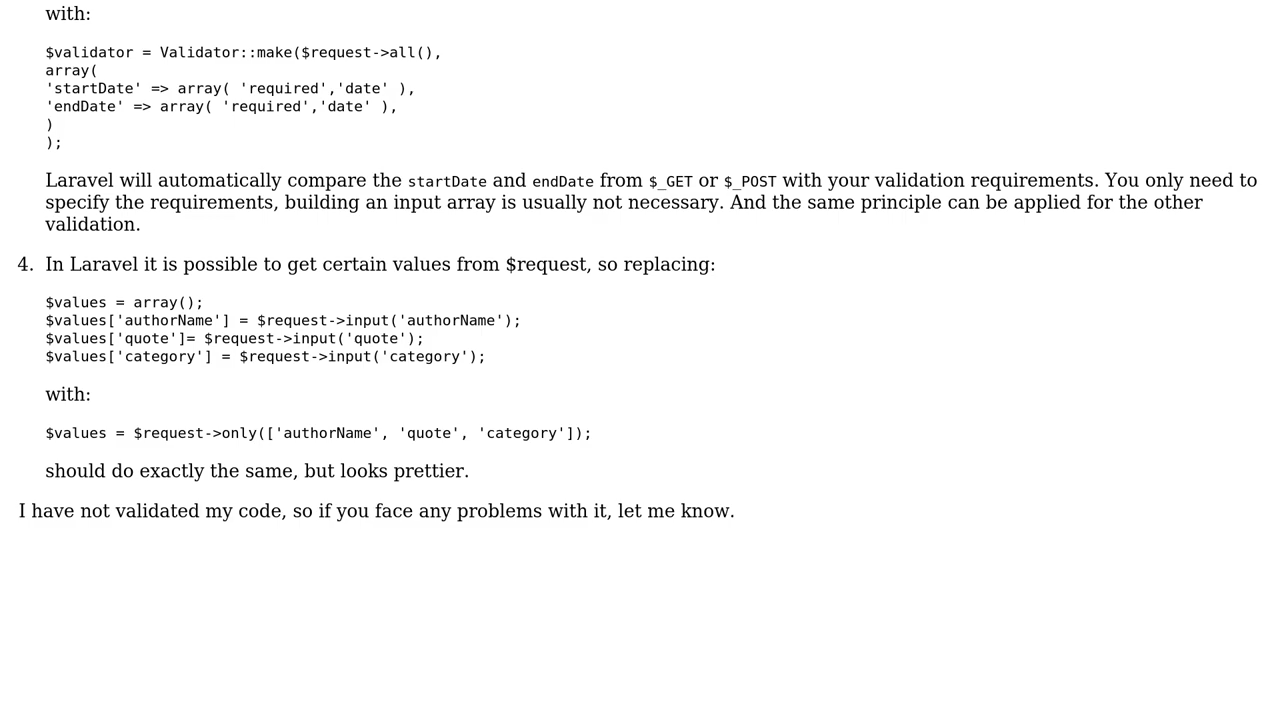 with:
$validator = Validator::make($request->all(),
array(
'startDate' => array( 'required','date' ),
'endDate' => array( 'required','date' ),
)
);
Laravel will automatically compare the startDate and endDate from $_GET or $_POST with your validation requirements. You only need to
specify the requirements, building an input array is usually not necessary. And the same principle can be applied for the other
validation.
4. In Laravel it is possible to get certain values from $request, so replacing:
$values = array();
$values['authorName'] = $request->input('authorName');
$values['quote']= $request->input('quote');
$values['category'] = $request->input('category');
with:
$values = $request->only(['authorName', 'quote', 'category']);
should do exactly the same, but looks prettier.
I have not validated my code, so if you face any problems with it, let me know.